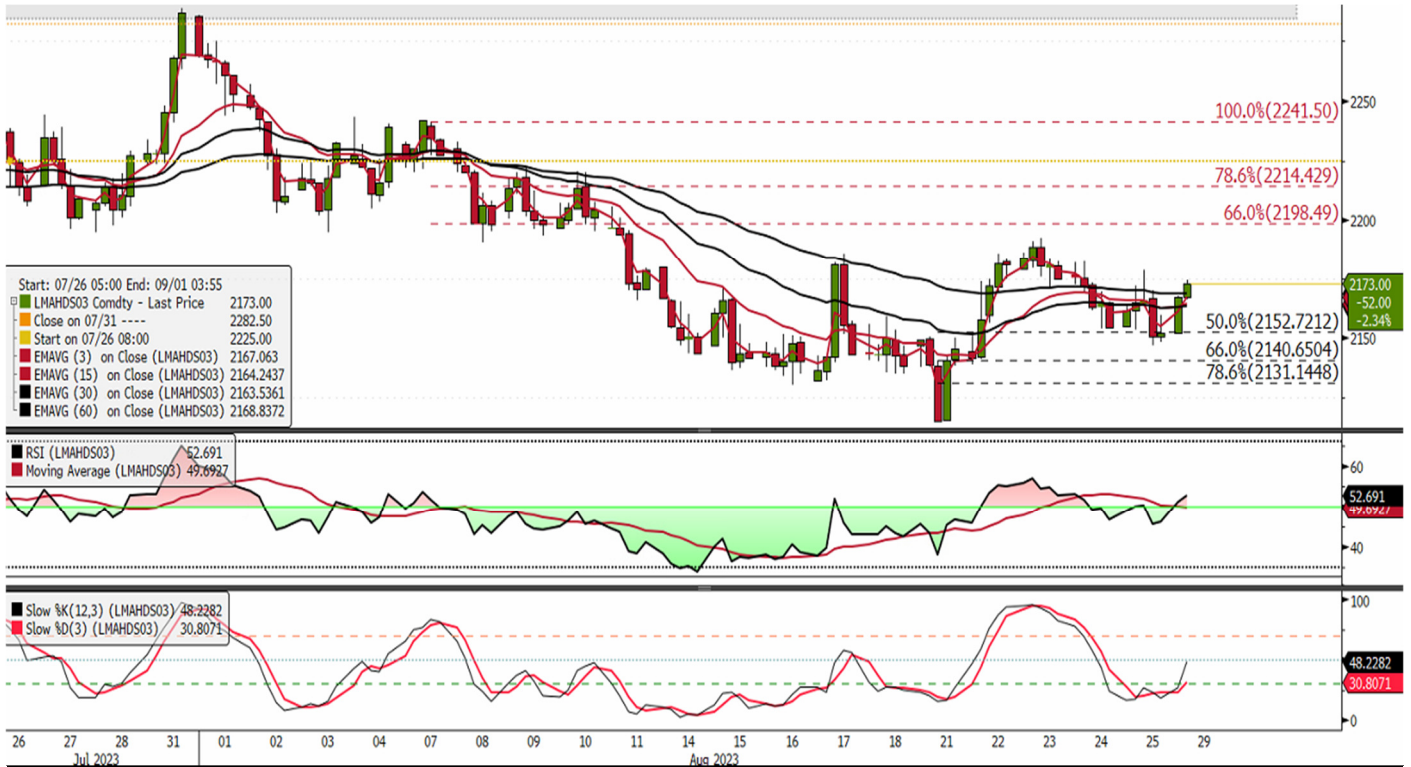 2250
2200
2150
100.0%(2241.50)
78.6%(2214.429)
66.0%(2198.49)
50.0%(2152.7212)
66.0%(2140.6504)
78.6%(2131.1448)
2173.00
-52.00
-2.34%
Start: 07/26 05:00 End: 09/01 03:55
LMAHDS03 Comdty - Last Price 2173.00
Close on 07/31 ---- 2282.50
Start on 07/26 08:00 2225.00
EMAVG (3) on Close (LMAHDS03) 2167.063
EMAVG (15) on Close (LMAHDS03) 2164.2437
EMAVG (30) on Close (LMAHDS03) 2163.5361
EMAVG (60) on Close (LMAHDS03) 2168.8372
RSI (LMAHDS03) 52.691
Moving Average (LMAHDS03) 49.6927
60
52.691
49.6927
40
Slow %K(12,3) (LMAHDS03) 48.2282
Slow %D(3) (LMAHDS03) 30.8071
100
48.2282
30.8071
0
26 27 28 31 01 02 03 04 07 08 09 10 11 14 15 16 17 18 21 22 23 24 25 29
Jul 2023 Aug 2023